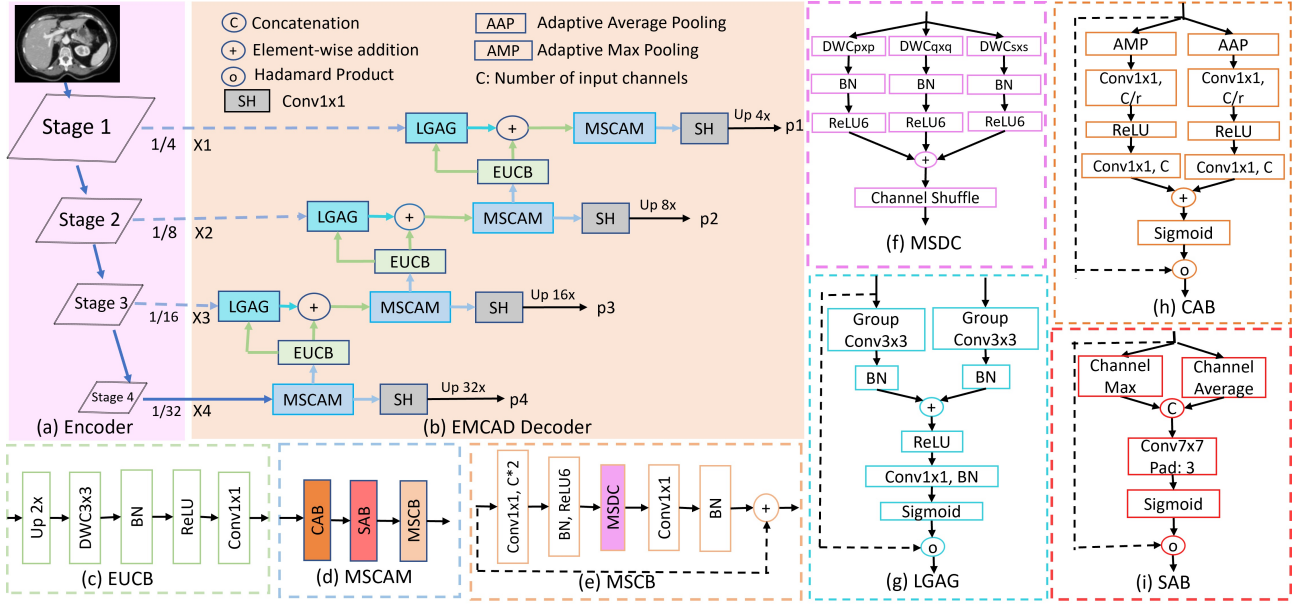 C Concatenation
+ Element-wise addition
o Hadamard Product
SH Conv1x1
AAP Adaptive Average Pooling
AMP Adaptive Max Pooling
C: Number of input channels
Stage 1
1/4 X1
LGAG
+
MSCAM
SH
Up 4x
p1
EUCB
Stage 2
1/8 X2
LGAG
+
MSCAM
SH
Up 8x
p2
EUCB
Stage 3
1/16 X3
LGAG
+
MSCAM
SH
Up 16x
p3
EUCB
Stage 4
1/32 X4
MSCAM
SH
Up 32x
p4
(a) Encoder
(b) EMCAD Decoder
Up 2x
DWC3x3
BN
ReLU
Conv1x1
(c) EUCB
CAB
SAB
MSCB
(d) MSCAM
Conv1x1, C*2
BN, ReLU6
MSDC
Conv1x1
BN
+
(e) MSCB
DWCpxp DWCqxq DWCsxs
BN BN BN
ReLU6 ReLU6 ReLU6
+
Channel Shuffle
(f) MSDC
Group Conv3x3
Group Conv3x3
BN BN
+
ReLU
Conv1x1, BN
Sigmoid
o
(g) LGAG
AMP AAP
Conv1x1, C/r
Conv1x1, C/r
ReLU ReLU
Conv1x1, C Conv1x1, C
+
Sigmoid
o
(h) CAB
Channel Max
Channel Average
C
Conv7x7
Pad: 3
Sigmoid
o
(i) SAB